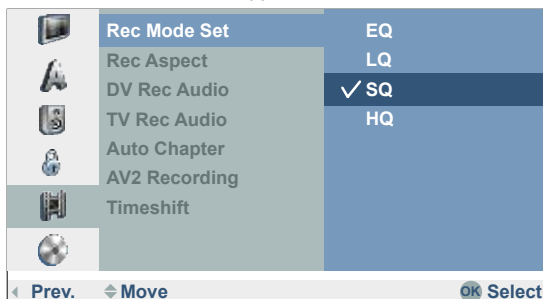 Rec Mode Set
Rec Aspect
DV Rec Audio
TV Rec Audio
Auto Chapter
AV2 Recording
Timeshift
EQ
LQ
SQ
HQ
Prev. Move OK Select